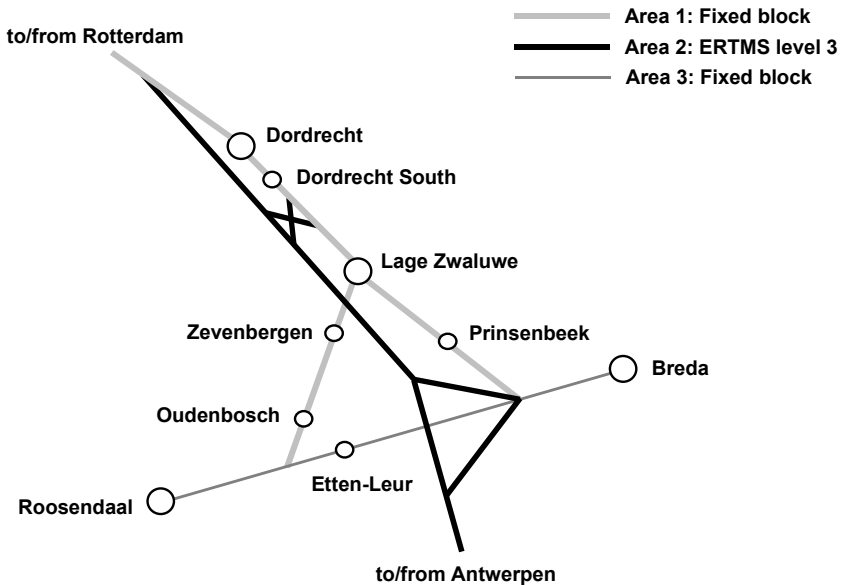 to/from Rotterdam
Area 1: Fixed block
Area 2: ERTMS level 3
Area 3: Fixed block
Dordrecht
Dordrecht South
Lage Zwaluwe
Zevenbergen
Prinsenbeek
Breda
Oudenbosch
Etten-Leur
Roosendaal
to/from Antwerpen